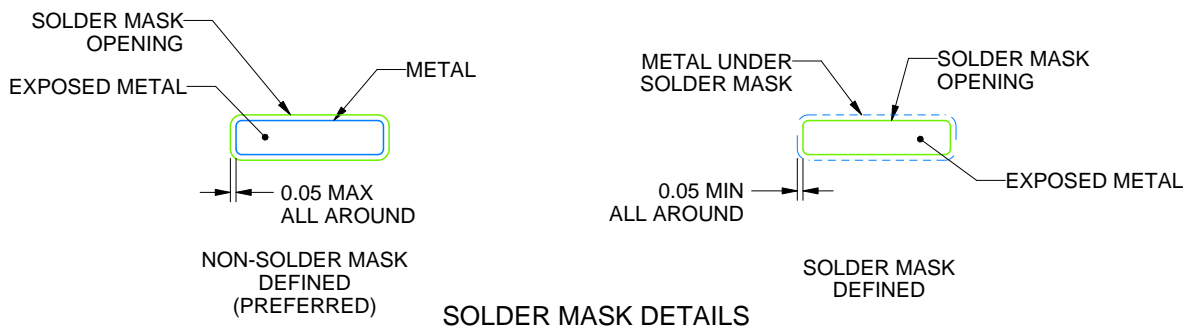 SOLDER MASK
OPENING
EXPOSED METAL
METAL
0.05 MAX
ALL AROUND
NON-SOLDER MASK
DEFINED
(PREFERRED)
METAL UNDER
SOLDER MASK
SOLDER MASK
OPENING
EXPOSED METAL
0.05 MIN
ALL AROUND
SOLDER MASK
DEFINED
SOLDER MASK DETAILS